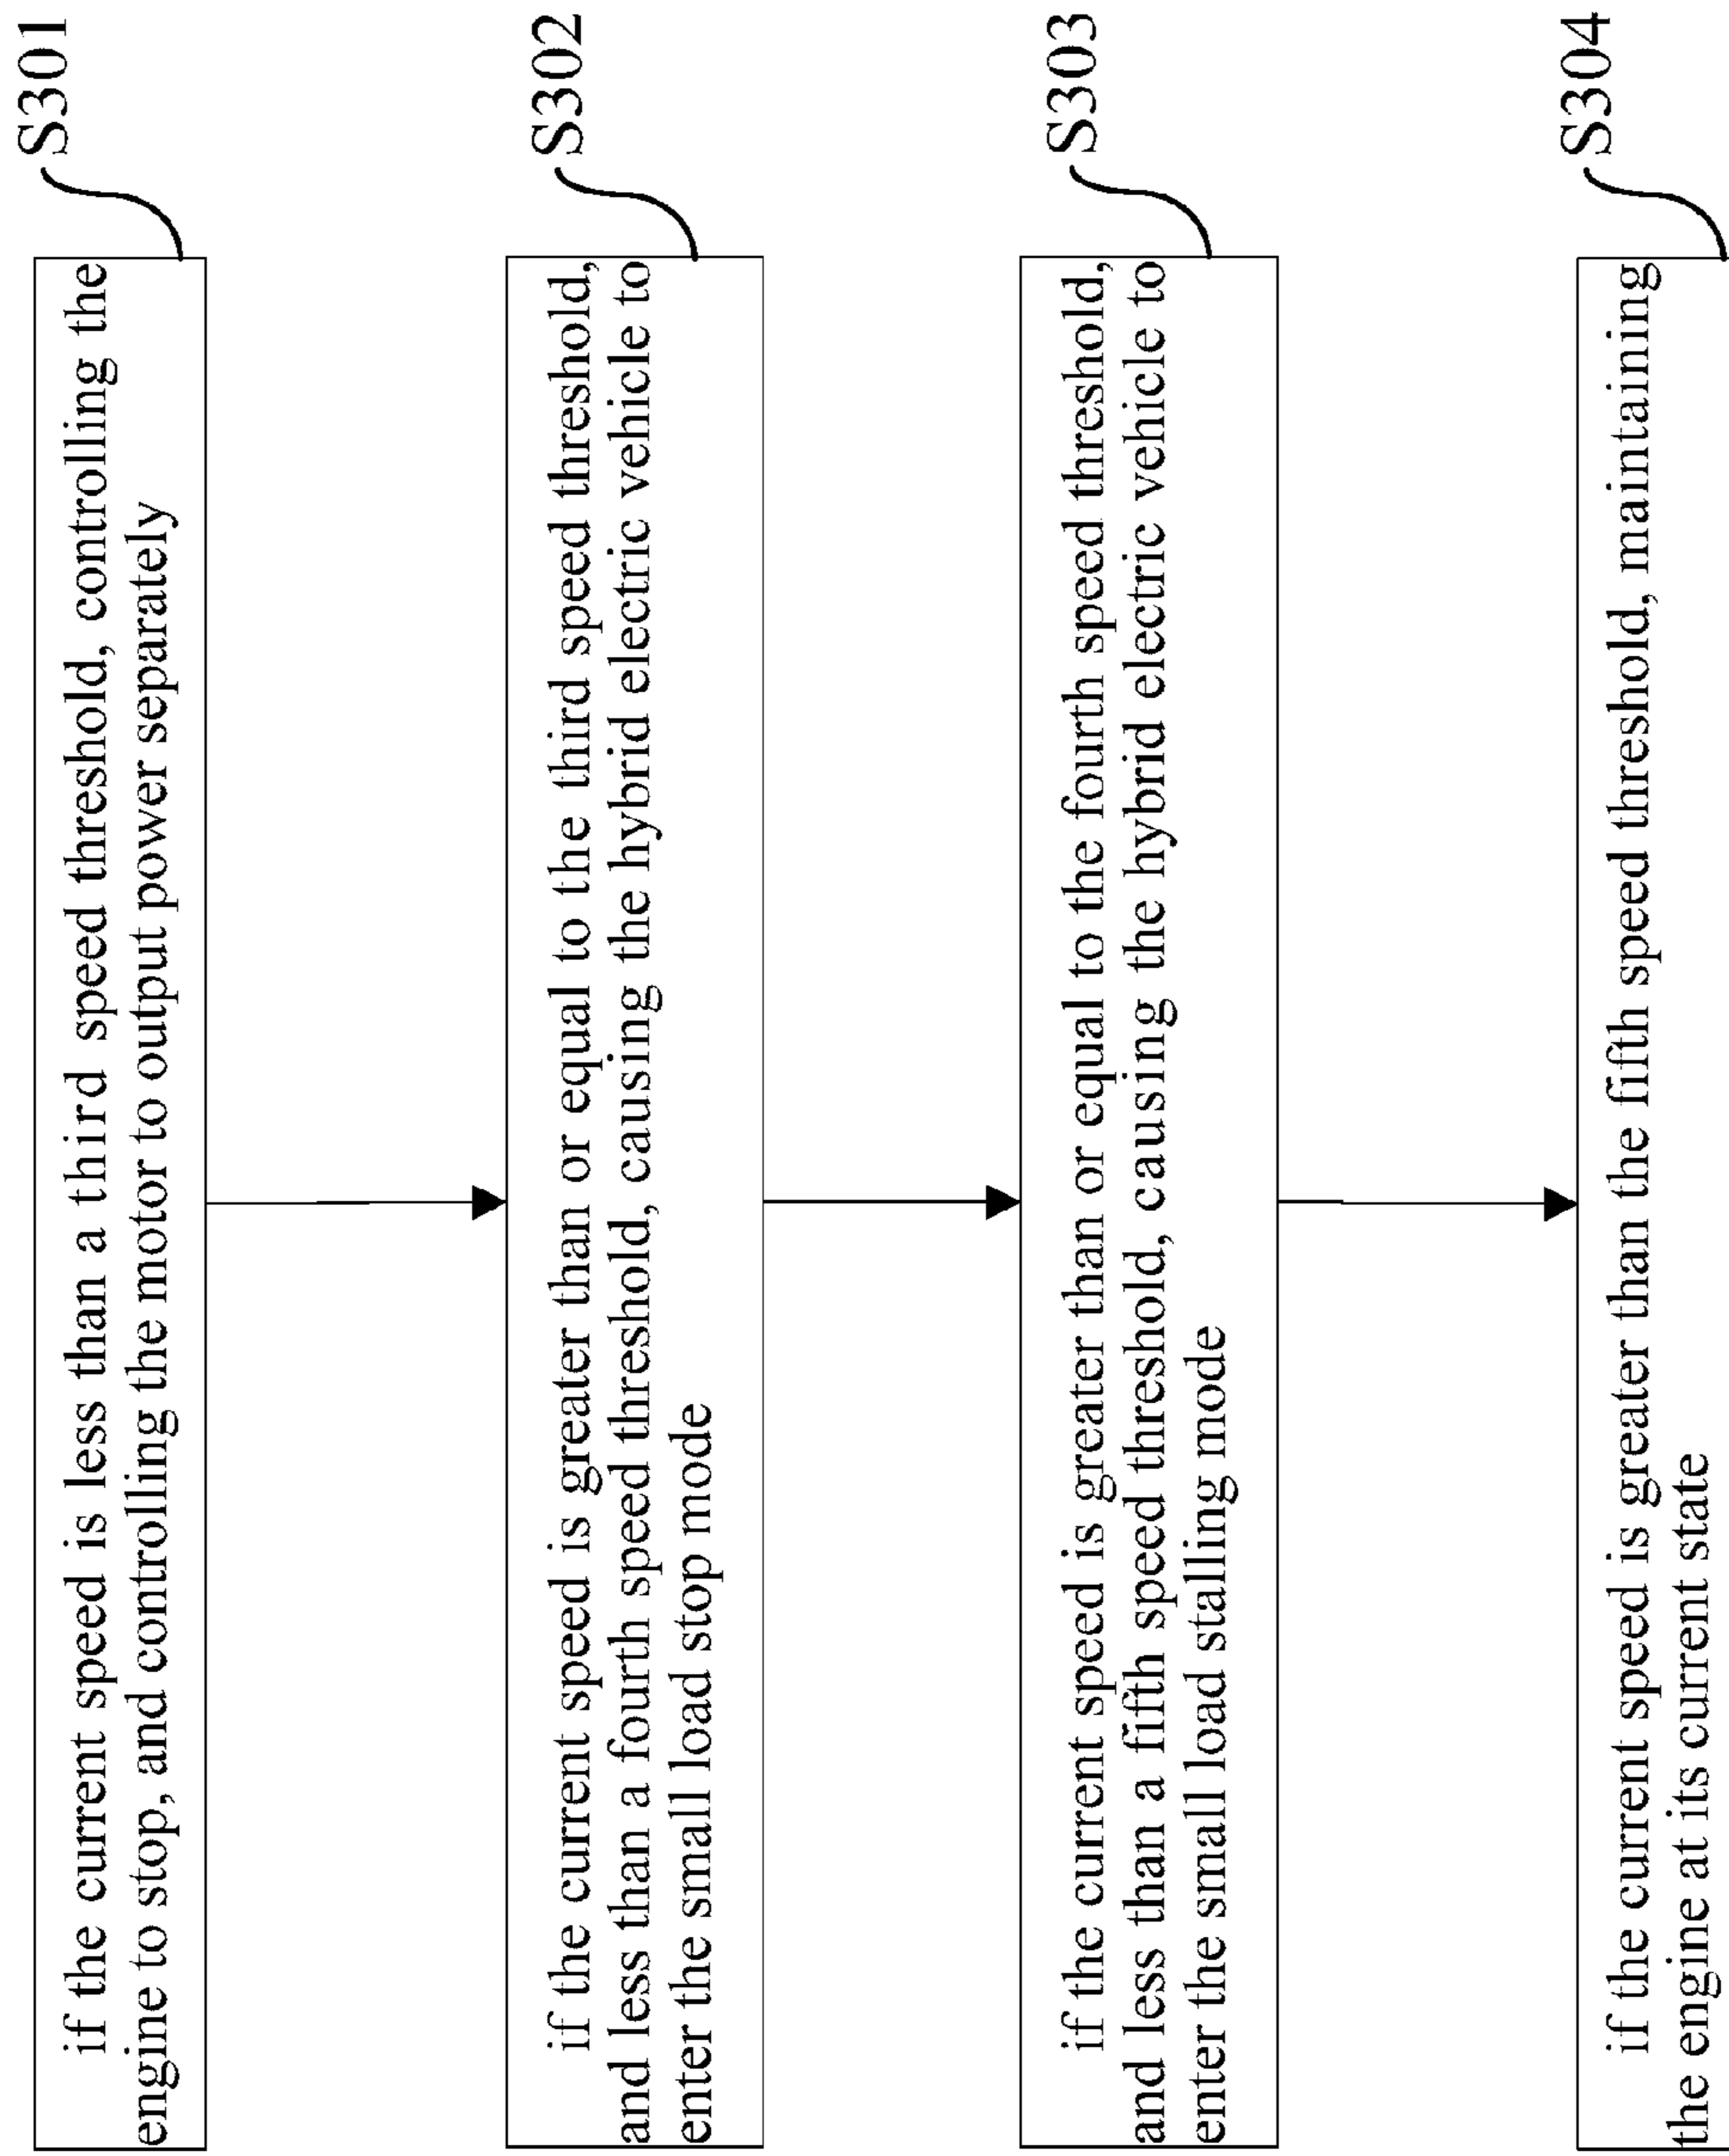 S301
if the current speed is less than a third speed threshold, controlling the
engine to stop, and controlling the motor to output power separately
S302
if the current speed is greater than or equal to the third speed threshold,
and less than a fourth speed threshold, causing the hybrid electric vehicle to
enter the small load stop mode
S303
if the current speed is greater than or equal to the fourth speed threshold,
and less than a fifth speed threshold, causing the hybrid electric vehicle to
enter the small load stalling mode
S304
if the current speed is greater than the fifth speed threshold, maintaining
the engine at its current state